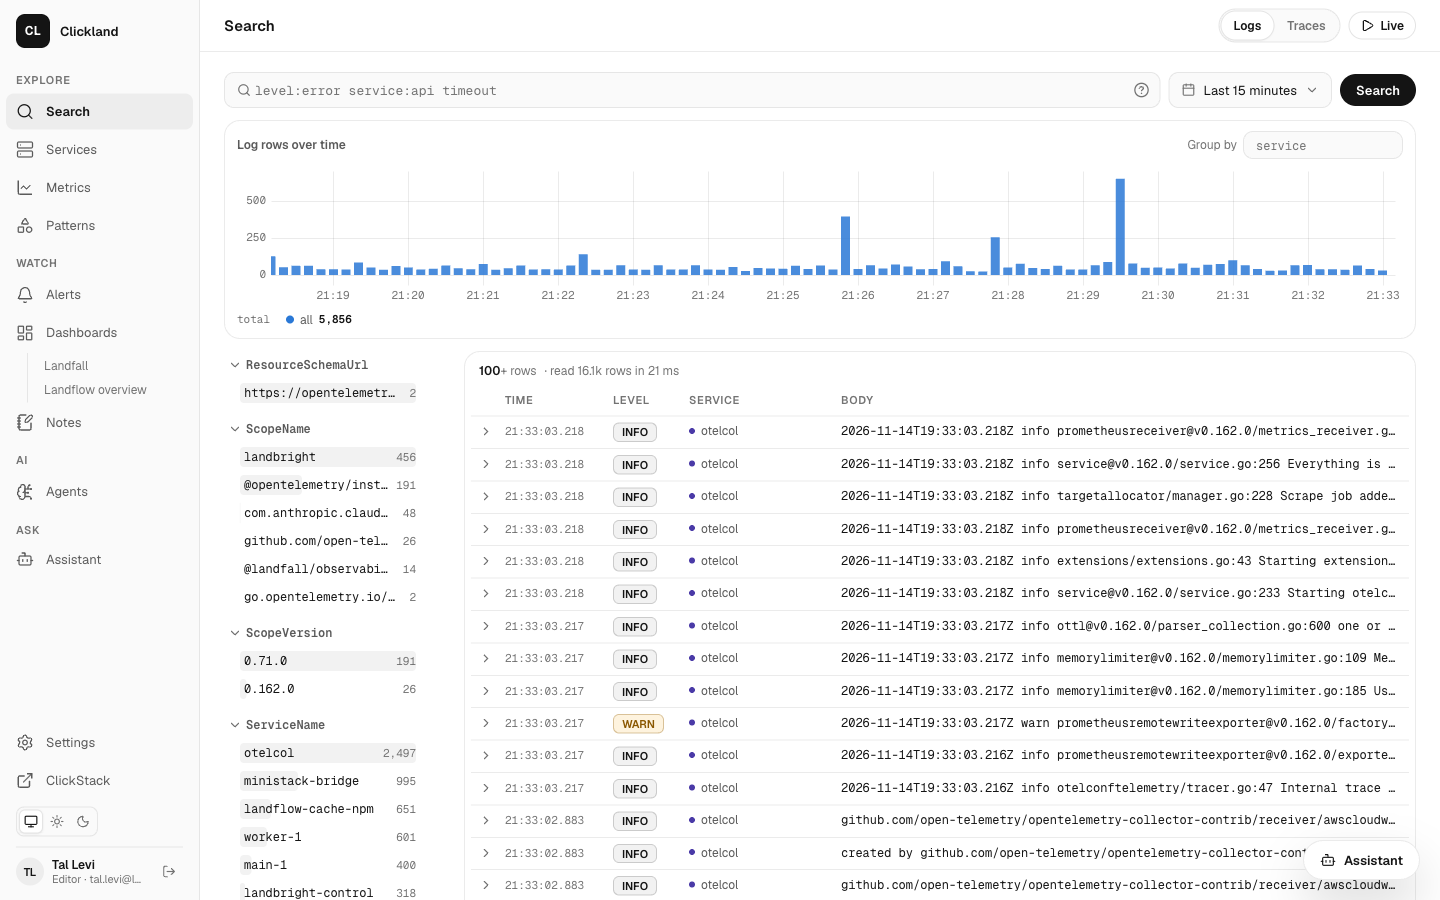 CL Clickland
EXPLORE
Search
Services
Metrics
Patterns
WATCH
Alerts
Dashboards
Landfall
Landflow overview
Notes
AI
Agents
ASK
Assistant
Settings
ClickStack
TL Tal Levi
Editor · tal.levi@l...
Search
Logs Traces Live
level:error service:api timeout
Last 15 minutes
Search
Log rows over time
Group by service
500
250
0
21:19 21:20 21:21 21:22 21:23 21:24 21:25 21:26 21:27 21:28 21:29 21:30 21:31 21:32 21:33
total all 5,856
ResourceSchemaUrl
https://opentelemetr… 2
ScopeName
landbright 456
@opentelemetry/inst… 191
com.anthropic.claud… 48
github.com/open-tel… 26
@landfall/observabi… 14
go.opentelemetry.io/… 2
ScopeVersion
0.71.0 191
0.162.0 26
ServiceName
otelcol 2,497
ministack-bridge 995
landflow-cache-npm 651
worker-1 601
main-1 400
landbright-control 318
100+ rows · read 16.1k rows in 21 ms
TIME LEVEL SERVICE BODY
21:33:03.218 INFO otelcol 2026-11-14T19:33:03.218Z info prometheusreceiver@v0.162.0/metrics_receiver.g…
21:33:03.218 INFO otelcol 2026-11-14T19:33:03.218Z info service@v0.162.0/service.go:256 Everything is …
21:33:03.218 INFO otelcol 2026-11-14T19:33:03.218Z info targetallocator/manager.go:228 Scrape job adde…
21:33:03.218 INFO otelcol 2026-11-14T19:33:03.218Z info prometheusreceiver@v0.162.0/metrics_receiver.g…
21:33:03.218 INFO otelcol 2026-11-14T19:33:03.218Z info extensions/extensions.go:43 Starting extension…
21:33:03.218 INFO otelcol 2026-11-14T19:33:03.218Z info service@v0.162.0/service.go:233 Starting otelc…
21:33:03.217 INFO otelcol 2026-11-14T19:33:03.217Z info ottl@v0.162.0/parser_collection.go:600 one or …
21:33:03.217 INFO otelcol 2026-11-14T19:33:03.217Z info memorylimiter@v0.162.0/memorylimiter.go:109 Me…
21:33:03.217 INFO otelcol 2026-11-14T19:33:03.217Z info memorylimiter@v0.162.0/memorylimiter.go:185 Us…
21:33:03.217 WARN otelcol 2026-11-14T19:33:03.217Z warn prometheusremotewriteexporter@v0.162.0/factory…
21:33:03.216 INFO otelcol 2026-11-14T19:33:03.216Z info prometheusremotewriteexporter@v0.162.0/exporte…
21:33:03.216 INFO otelcol 2026-11-14T19:33:03.216Z info otelconftelemetry/tracer.go:47 Internal trace …
21:33:02.883 INFO otelcol github.com/open-telemetry/opentelemetry-collector-contrib/receiver/awscloudw…
21:33:02.883 INFO otelcol created by github.com/open-telemetry/opentelemetry-collector-cont
21:33:02.883 INFO otelcol github.com/open-telemetry/opentelemetry-collector-contrib/receiver/awscloudw…
Assistant